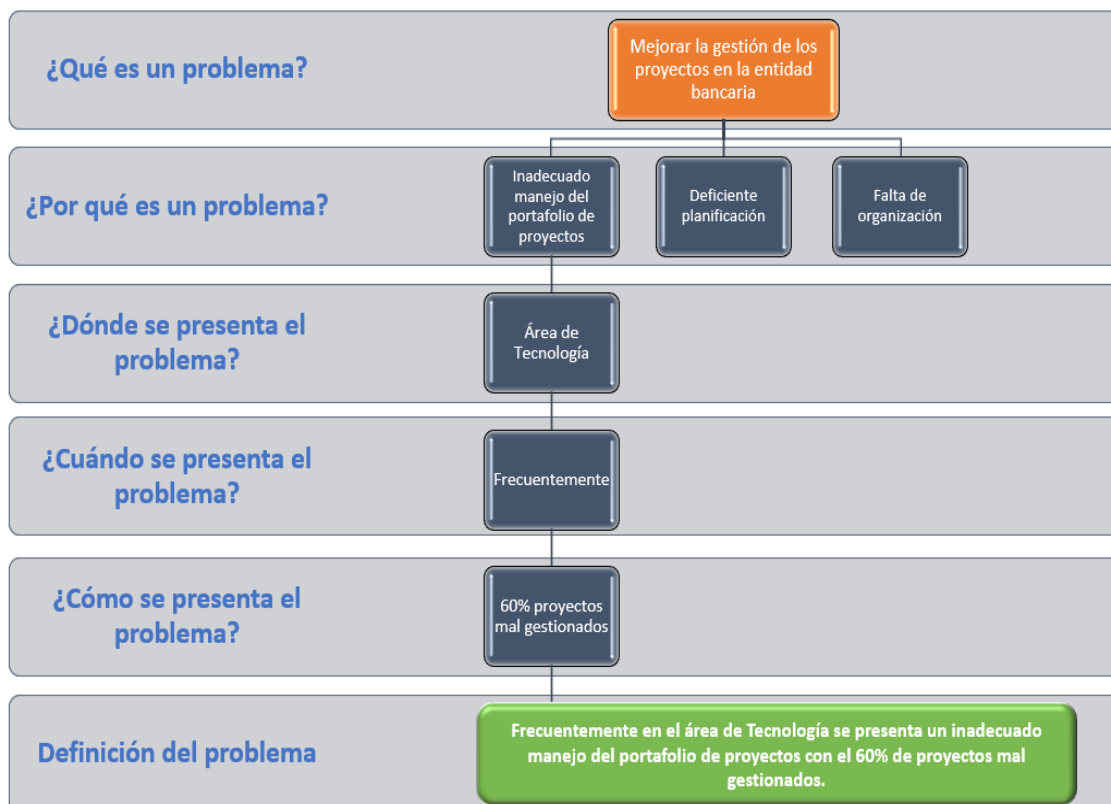 ¿Qué es un problema?
Mejorar la gestión de los
proyectos en la entidad
bancaria
¿Por qué es un problema?
Inadecuado
manejo del
portafolio de
proyectos
Deficiente
planificación
Falta de
organización
¿Dónde se presenta el
problema?
Área de
Tecnología
¿Cuándo se presenta el
problema?
Frecuentemente
¿Cómo se presenta el
problema?
60% proyectos
mal gestionados
Definición del problema
Frecuentemente en el área de Tecnología se presenta un inadecuado
manejo del portafolio de proyectos con el 60% de proyectos mal
gestionados.